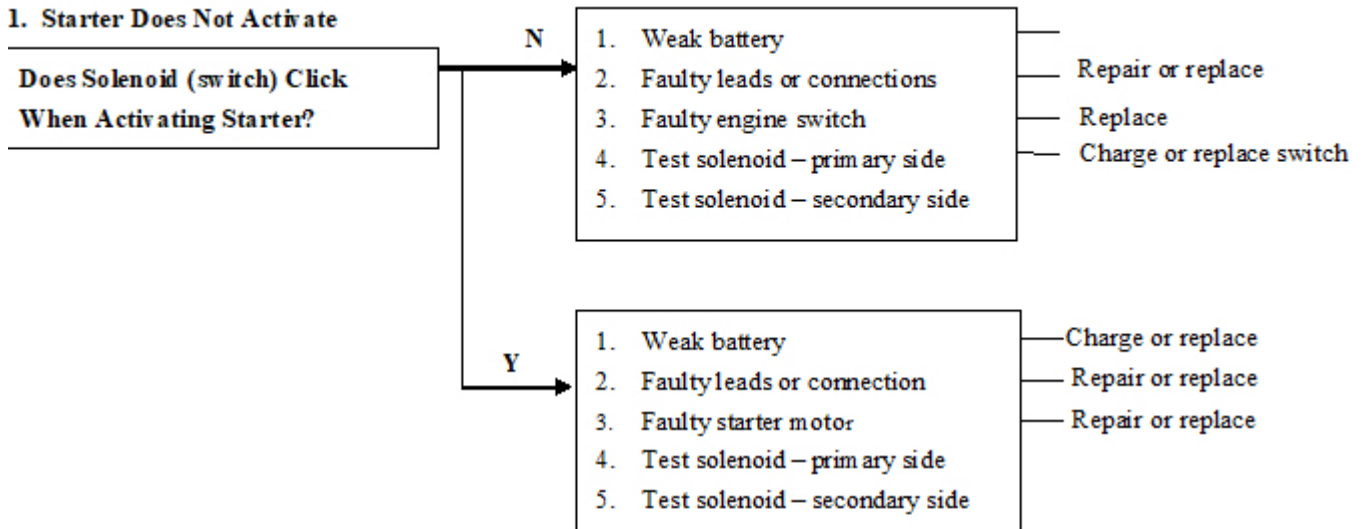 1. Starter Does Not Activate
Does Solenoid (switch) Click
When Activating Starter?
N
1. Weak battery
2. Faulty leads or connections
Repair or replace
3. Faulty engine switch
Replace
4. Test solenoid – primary side
Charge or replace switch
5. Test solenoid – secondary side
Y
1. Weak battery
Charge or replace
2. Faulty leads or connection
Repair or replace
3. Faulty starter motor
Repair or replace
4. Test solenoid – primary side
5. Test solenoid – secondary side